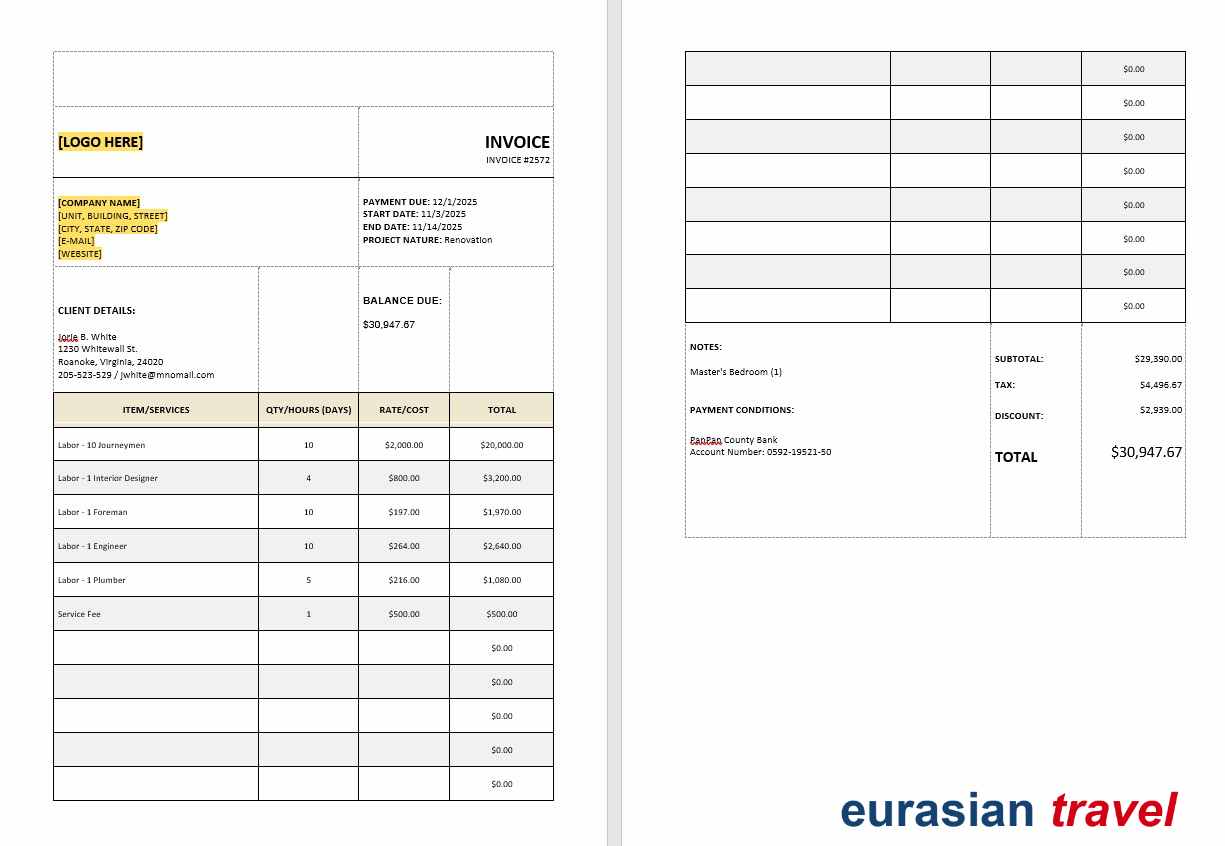 [LOGO HERE]
INVOICE
INVOICE #2572
[COMPANY NAME]
[UNIT, BUILDING, STREET]
[CITY, STATE, ZIP CODE]
[E-MAIL]
[WEBSITE]
PAYMENT DUE: 12/1/2025
START DATE: 11/3/2025
END DATE: 11/14/2025
PROJECT NATURE: Renovation
CLIENT DETAILS:
Jorie B. White
1230 Whitewall St.
Roanoke, Virginia, 24020
205-523-529 / jwhite@mnomail.com
BALANCE DUE:
$30,947.67
ITEM/SERVICES QTY/HOURS (DAYS) RATE/COST TOTAL
Labor - 10 Journeymen 10 $2,000.00 $20,000.00
Labor - 1 Interior Designer 4 $800.00 $3,200.00
Labor - 1 Foreman 10 $197.00 $1,970.00
Labor - 1 Engineer 10 $264.00 $2,640.00
Labor - 1 Plumber 5 $216.00 $1,080.00
Service Fee 1 $500.00 $500.00
$0.00
$0.00
$0.00
$0.00
$0.00
$0.00
$0.00
$0.00
$0.00
$0.00
$0.00
$0.00
$0.00
NOTES:
Master's Bedroom (1)
PAYMENT CONDITIONS:
PanPan County Bank
Account Number: 0592-19521-50
SUBTOTAL: $29,390.00
TAX: $4,496.67
DISCOUNT: $2,939.00
TOTAL $30,947.67
eurasian travel